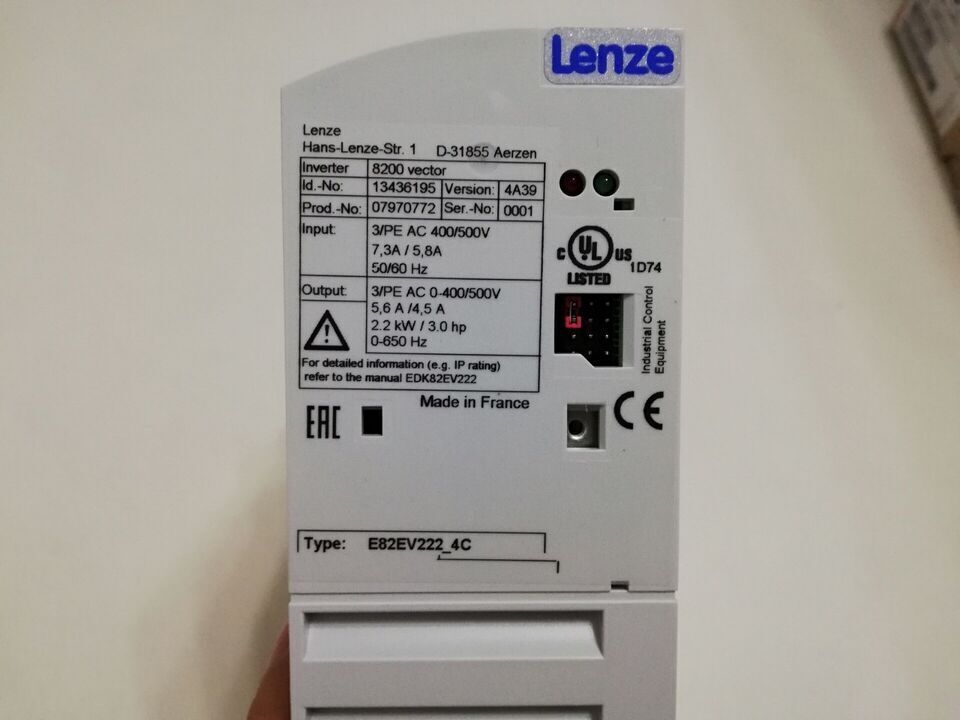 Lenze
Lenze
Hans-Lenze-Str. 1 D-31855 Aerzen
Inverter 8200 vector
Id.-No: 13436195 Version: 4A39
Prod.-No: 07970772 Ser.-No: 0001
Input: 3/PE AC 400/500V
7,3A / 5,8A
50/60 Hz
Output: 3/PE AC 0-400/500V
5,6 A /4,5 A
2.2 kW / 3.0 hp
0-650 Hz
For detailed information (e.g. IP rating)
refer to the manual EDK82EV222
Made in France
C UL US
LISTED
1D74
Industrial Control
Equipment
EAC
CE
Type: E82EV222_4C